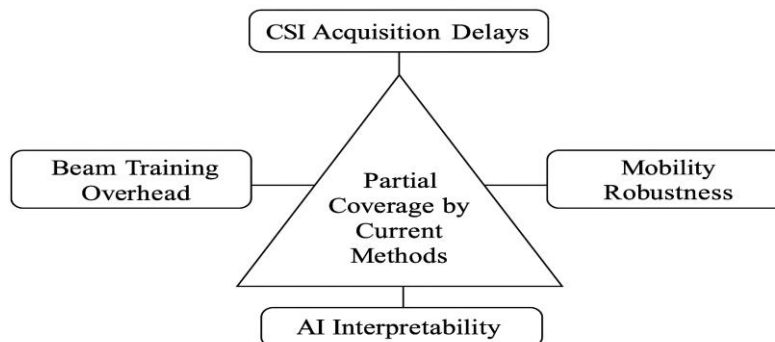 CSI Acquisition Delays
Beam Training
Overhead
Partial
Coverage by
Current
Methods
Mobility
Robustness
AI Interpretability